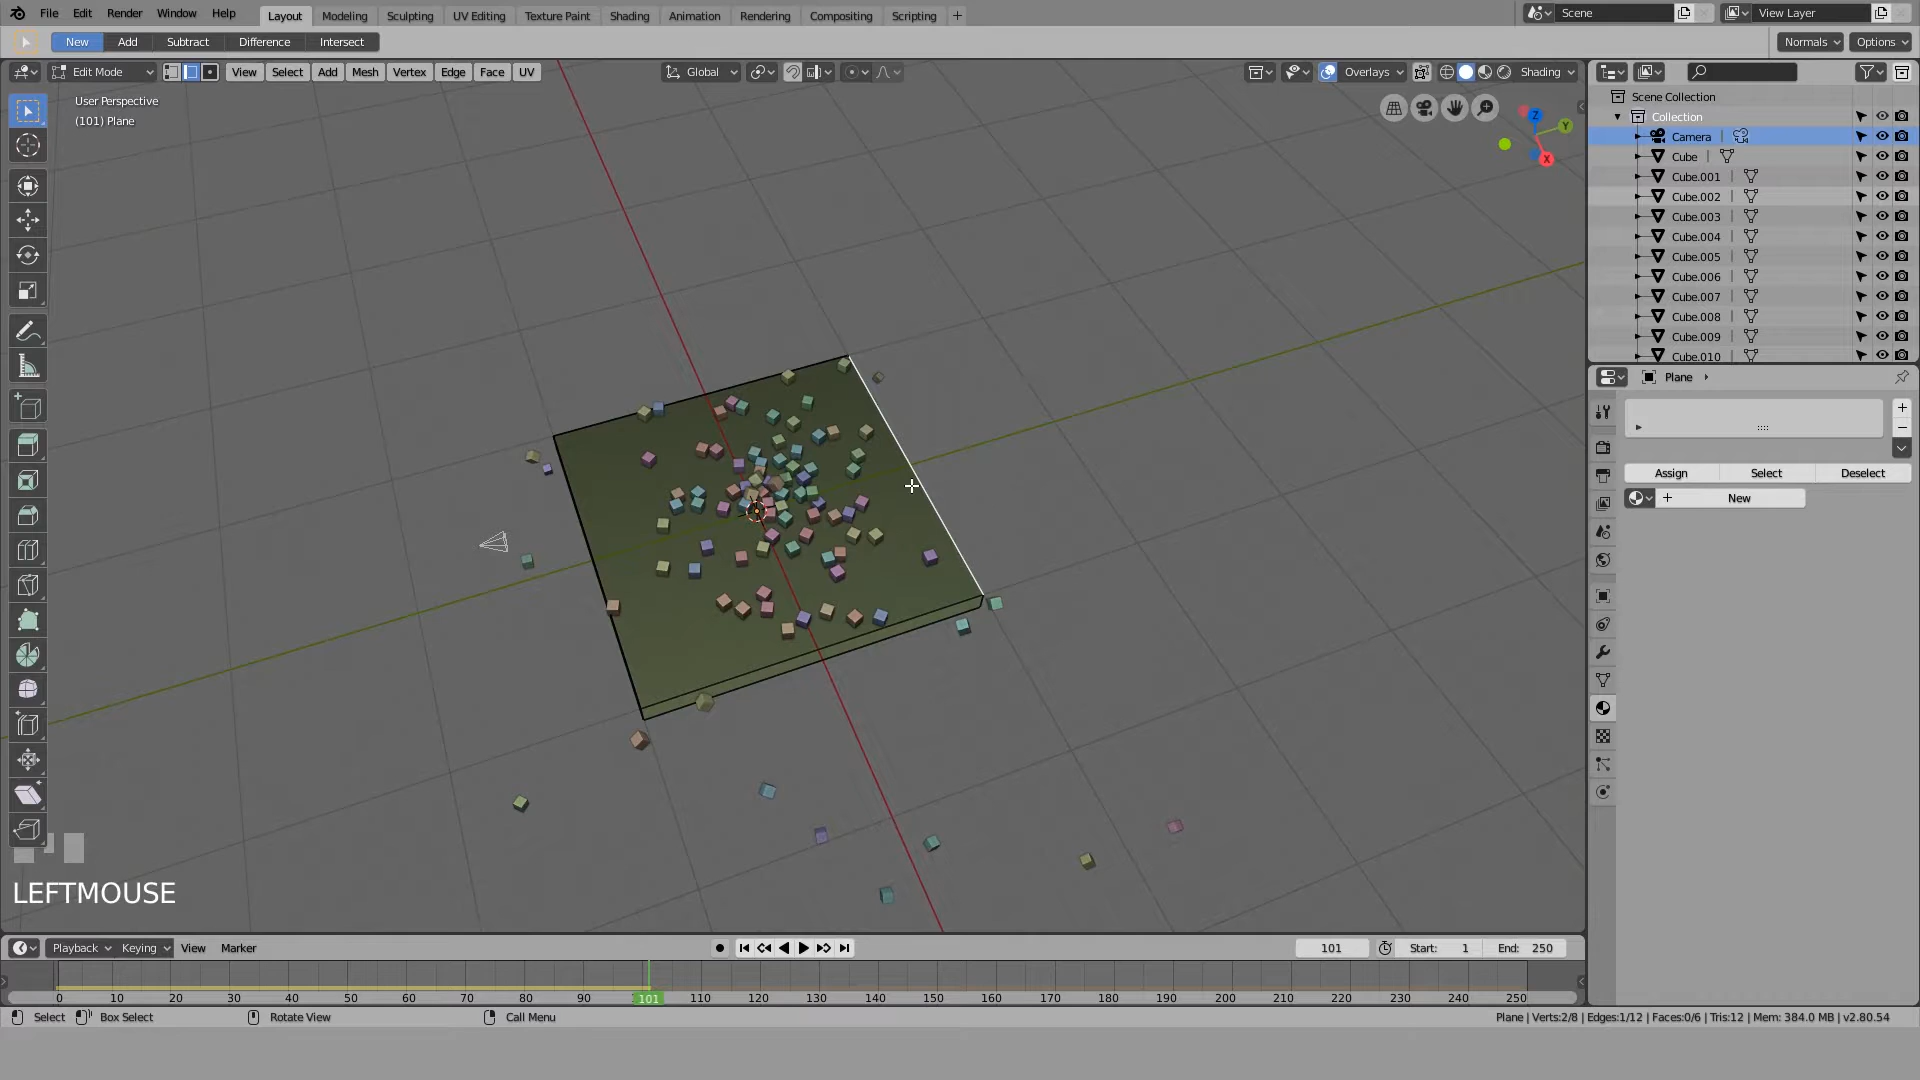 File Edit Render Window Help Layout Modeling Sculpting UV Editing Texture Paint Shading Animation Rendering Compositing Scripting + Scene View Layer
New Add Subtract Difference Intersect Normals Options
Edit Mode View Select Add Mesh Vertex Edge Face UV Global Overlays Shading
User Perspective
(101) Plane
Z
Y
X
Scene Collection
Collection
Camera
Cube
Cube.001
Cube.002
Cube.003
Cube.004
Cube.005
Cube.006
Cube.007
Cube.008
Cube.009
Cube.010
Plane
Assign Select Deselect
New
LEFTMOUSE
Playback Keying View Marker 101 Start: 1 End: 250
0 10 20 30 40 50 60 70 80 90 101 110 120 130 140 150 160 170 180 190 200 210 220 230 240 250
Select Box Select Rotate View Call Menu Plane | Verts:2/8 | Edges:1/12 | Faces:0/6 | Tris:12 | Mem: 384.0 MB | v2.80.54